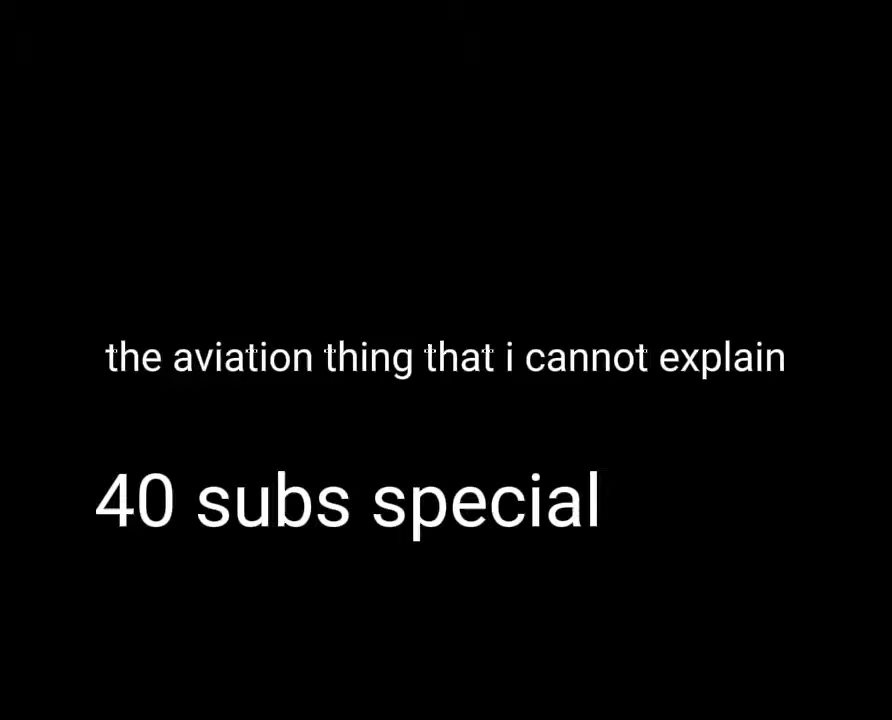 the aviation thing that i cannot explain
40 subs special